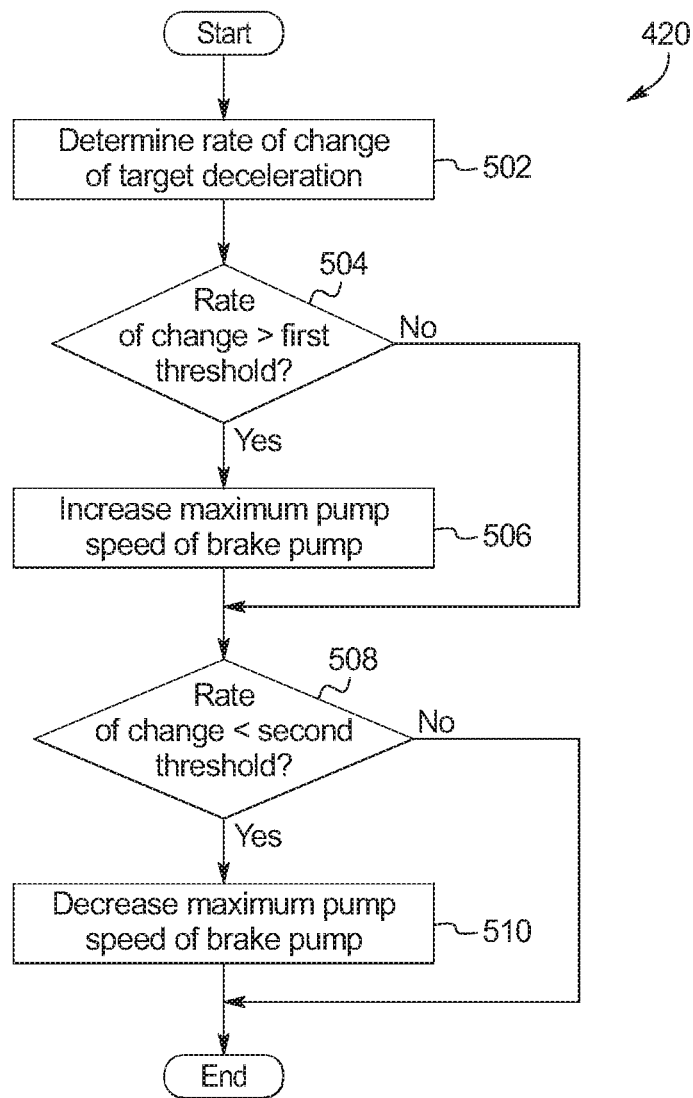 Start
420
Determine rate of change
of target deceleration
502
504
Rate
of change > first
threshold?
No
Yes
Increase maximum pump
speed of brake pump
506
508
Rate
of change < second
threshold?
No
Yes
Decrease maximum pump
speed of brake pump
510
End